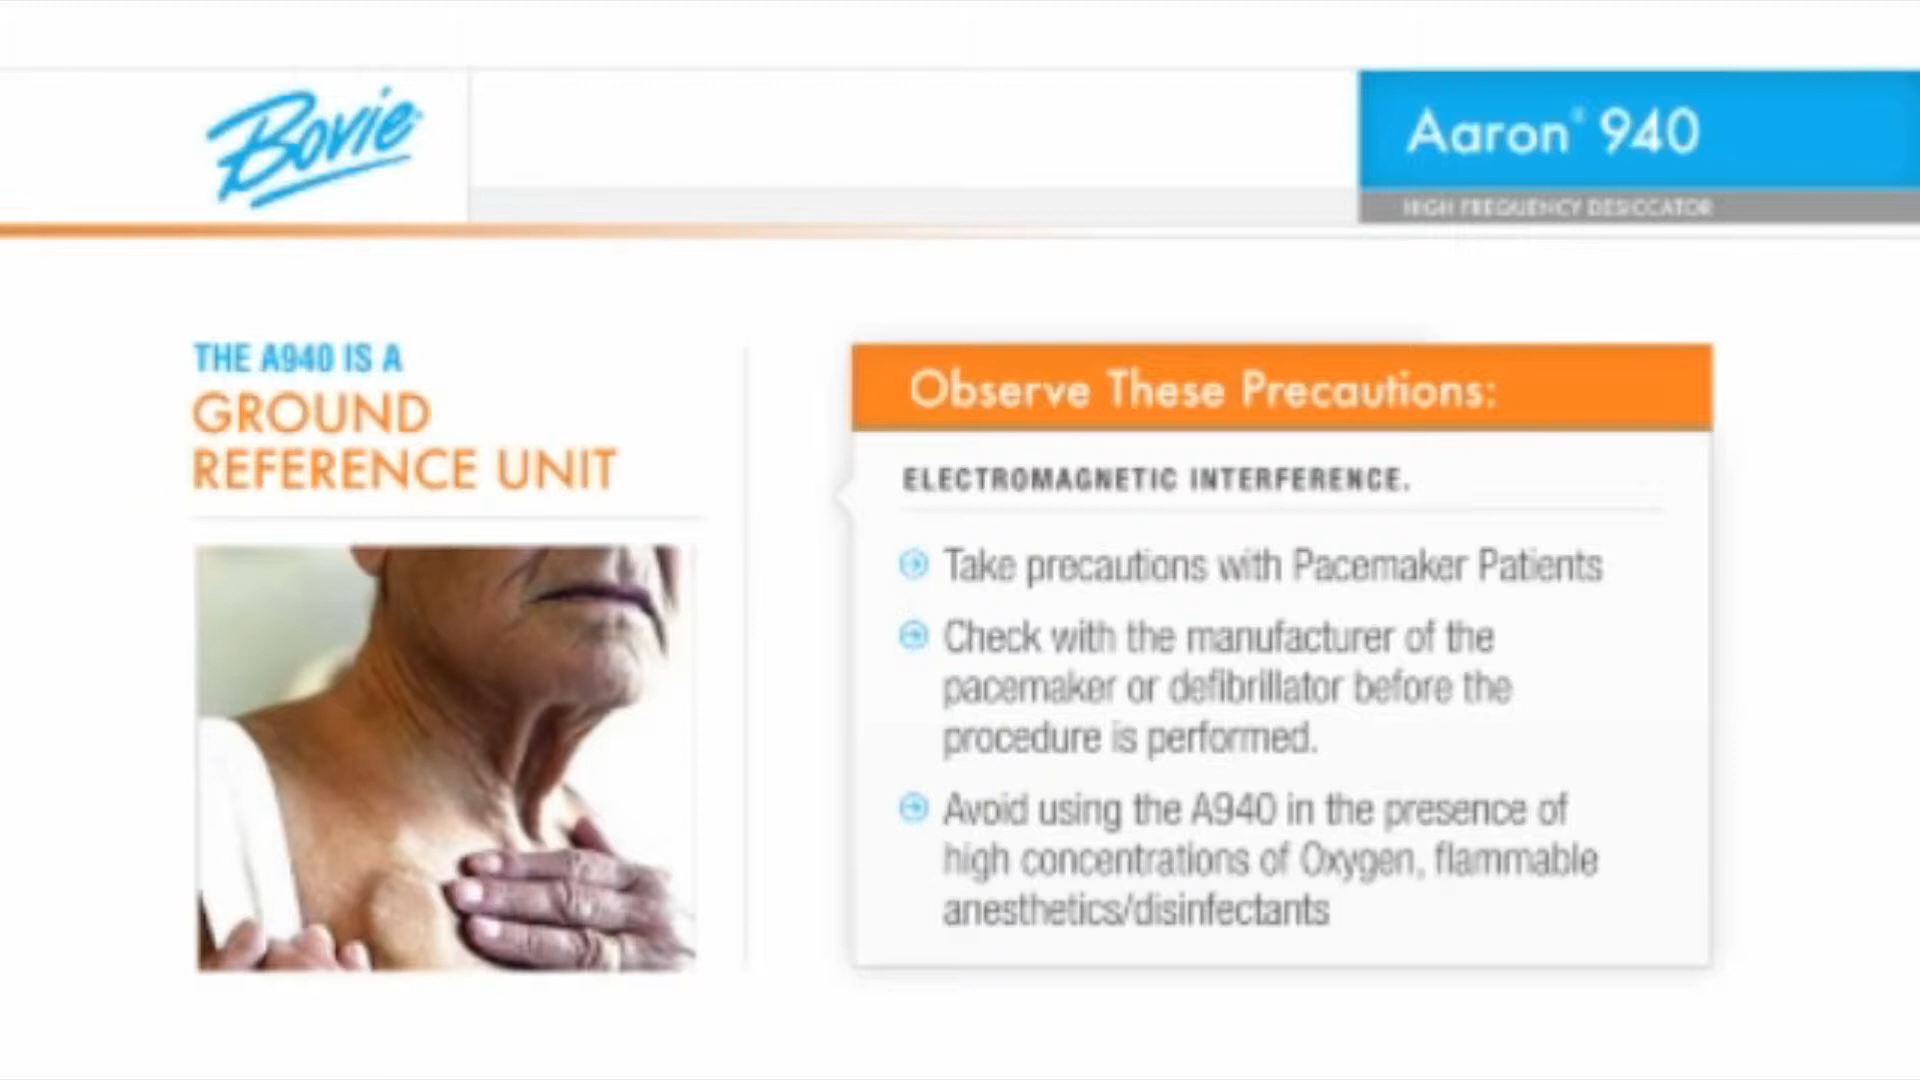 Bovie
Aaron® 940
HIGH FREQUENCY DESICCATOR
THE A940 IS A
GROUND
REFERENCE UNIT
Observe These Precautions:
ELECTROMAGNETIC INTERFERENCE.
Take precautions with Pacemaker Patients
Check with the manufacturer of the
pacemaker or defibrillator before the
procedure is performed.
Avoid using the A940 in the presence of
high concentrations of Oxygen, flammable
anesthetics/disinfectants